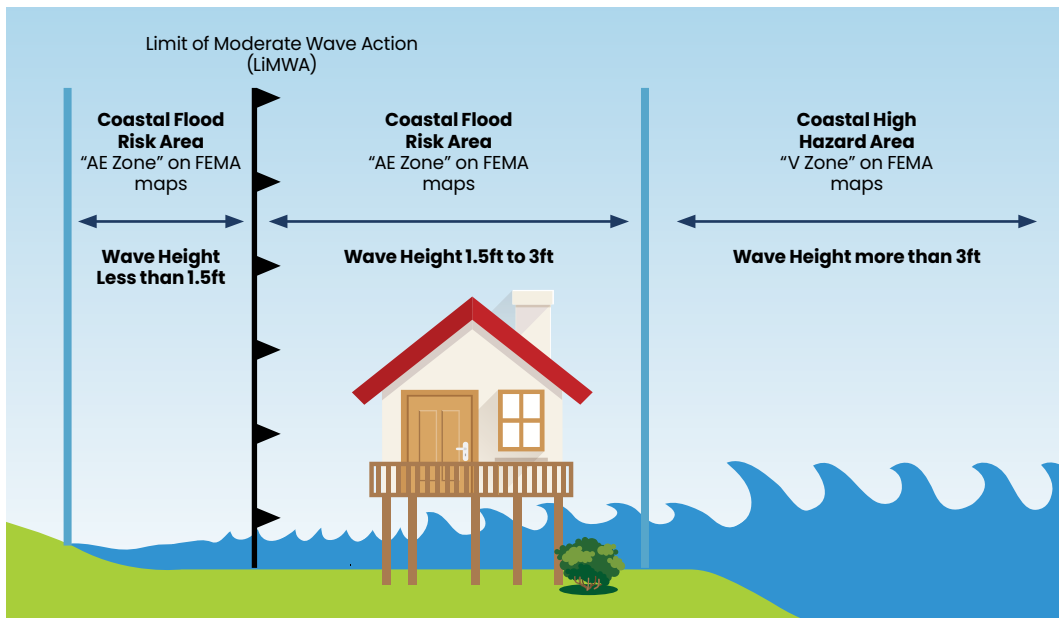 Limit of Moderate Wave Action
(LiMWA)
Coastal Flood
Risk Area
“AE Zone” on FEMA
maps
Wave Height
Less than 1.5ft
Coastal Flood
Risk Area
“AE Zone” on FEMA
maps
Wave Height 1.5ft to 3ft
Coastal High
Hazard Area
“V Zone” on FEMA
maps
Wave Height more than 3ft